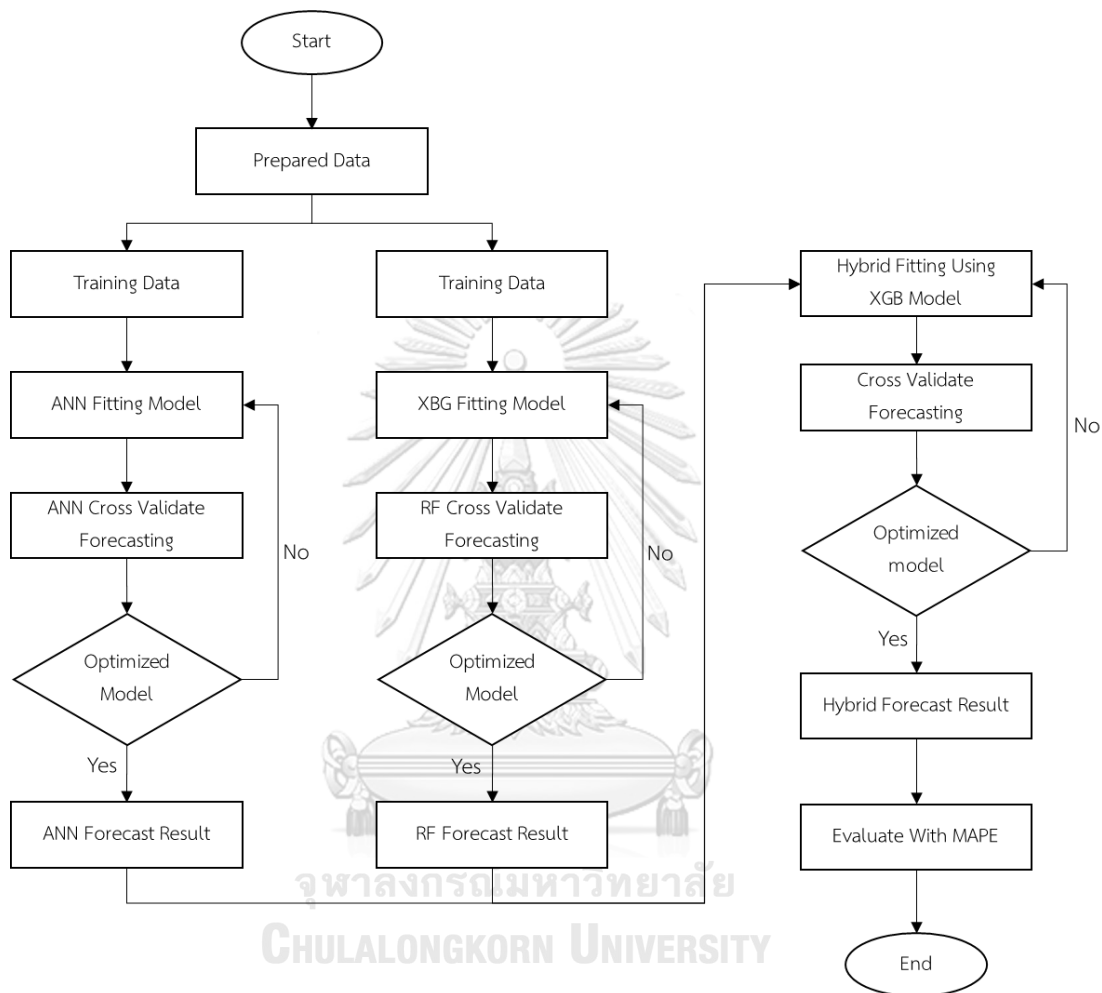 Start
Prepared Data
Training Data
ANN Fitting Model
ANN Cross Validate
Forecasting
No
Optimized
Model
Yes
ANN Forecast Result
Training Data
XBG Fitting Model
RF Cross Validate
Forecasting
No
Optimized
Model
Yes
RF Forecast Result
Hybrid Fitting Using
XGB Model
Cross Validate
Forecasting
No
Optimized
model
Yes
Hybrid Forecast Result
Evaluate With MAPE
End
จุฬาลงกรณ์มหาวิทยาลัย
CHULALONGKORN UNIVERSITY